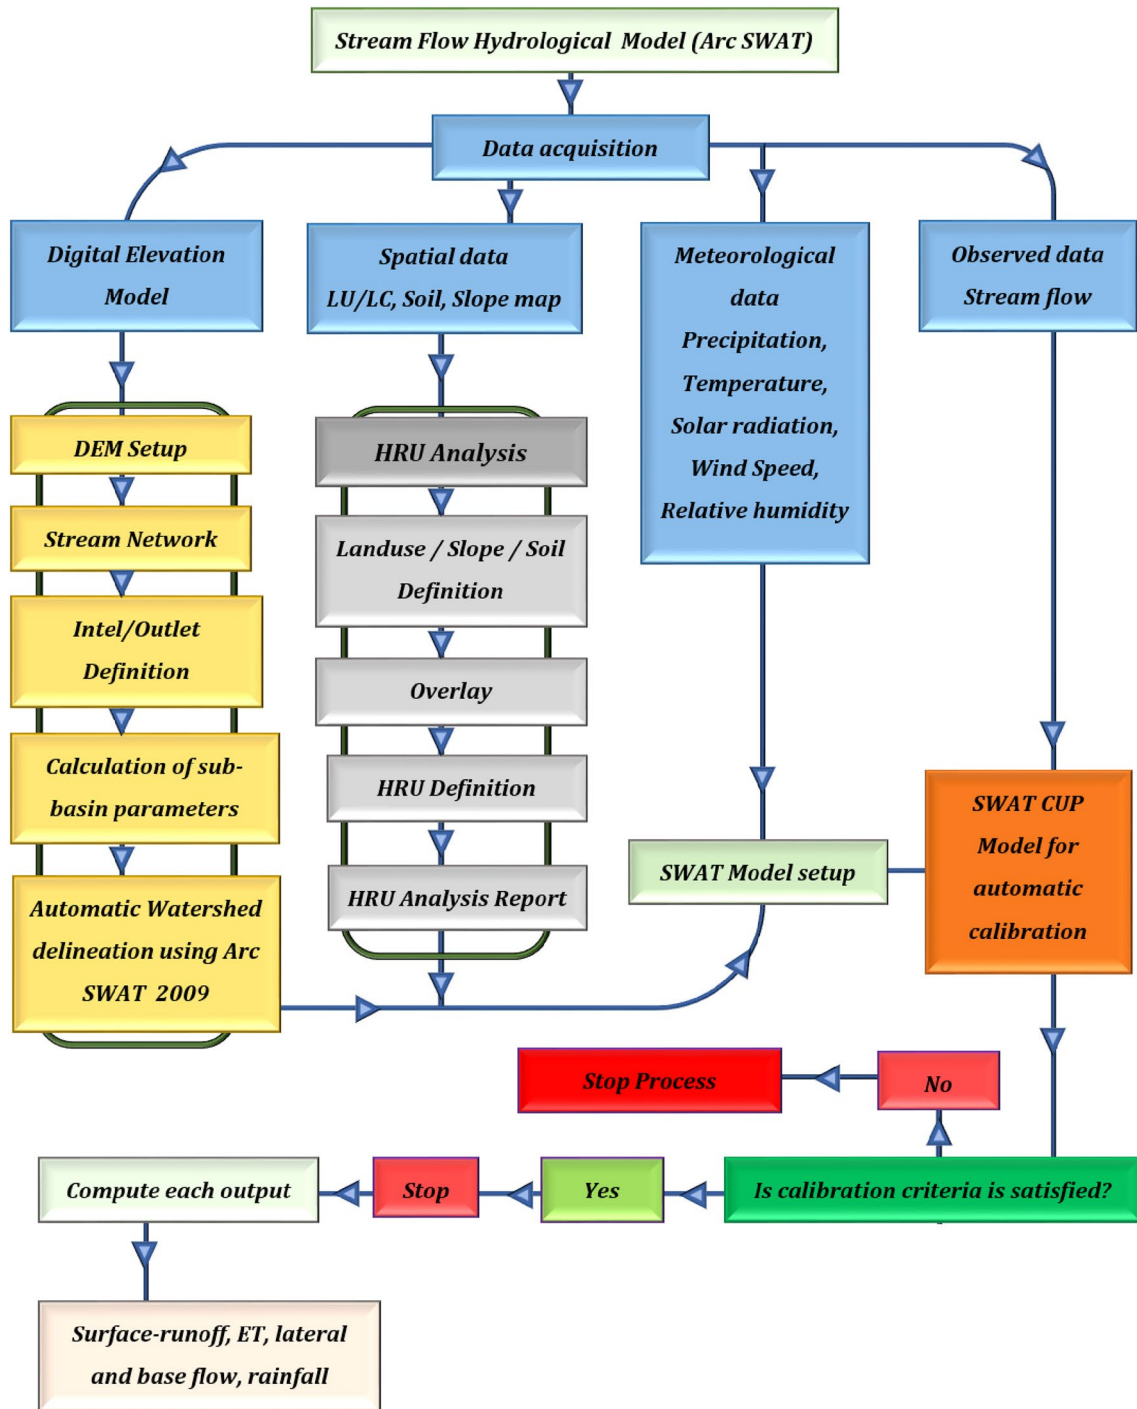 Stream Flow Hydrological Model (Arc SWAT)
Data acquisition
Digital Elevation
Model
Spatial data
LU/LC, Soil, Slope map
Meteorological
data
Precipitation,
Temperature,
Solar radiation,
Wind Speed,
Relative humidity
Observed data
Stream flow
DEM Setup
Stream Network
Intel/Outlet
Definition
Calculation of sub-
basin parameters
Automatic Watershed
delineation using Arc
SWAT 2009
HRU Analysis
Landuse / Slope / Soil
Definition
Overlay
HRU Definition
HRU Analysis Report
SWAT Model setup
SWAT CUP
Model for
automatic
calibration
Stop Process
No
Compute each output
Stop
Yes
Is calibration criteria is satisfied?
Surface-runoff, ET, lateral
and base flow, rainfall